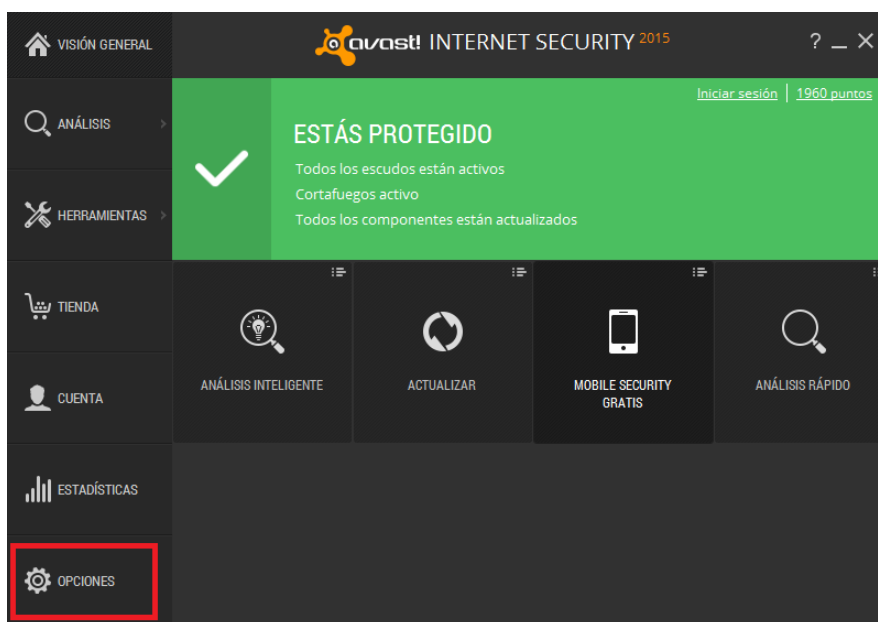 VISIÓN GENERAL
avast! INTERNET SECURITY 2015
? _ X
Iniciar sesión | 1960 puntos
ANÁLISIS >
ESTÁS PROTEGIDO
Todos los escudos están activos
Cortafuegos activo
Todos los componentes están actualizados
HERRAMIENTAS >
TIENDA
CUENTA
ESTADÍSTICAS
OPCIONES
ANÁLISIS INTELIGENTE
ACTUALIZAR
MOBILE SECURITY
GRATIS
ANÁLISIS RÁPIDO